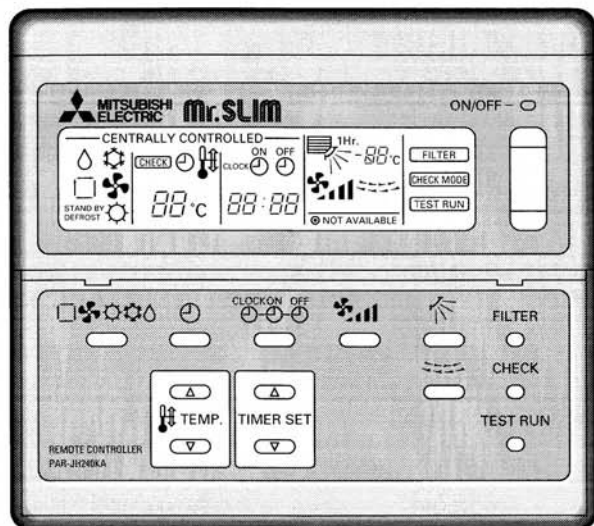 MITSUBISHI
ELECTRIC
Mr.SLIM
ON/OFF
CENTRALLY CONTROLLED
CHECK
CLOCK
ON OFF
1Hr.
-88°C
FILTER
CHECK MODE
TEST RUN
STAND BY
DEFROST
88°C
88:88
NOT AVAILABLE
CLOCK ON OFF
FILTER
CHECK
TEMP.
TIMER SET
TEST RUN
REMOTE CONTROLLER
PAR-JH240KA